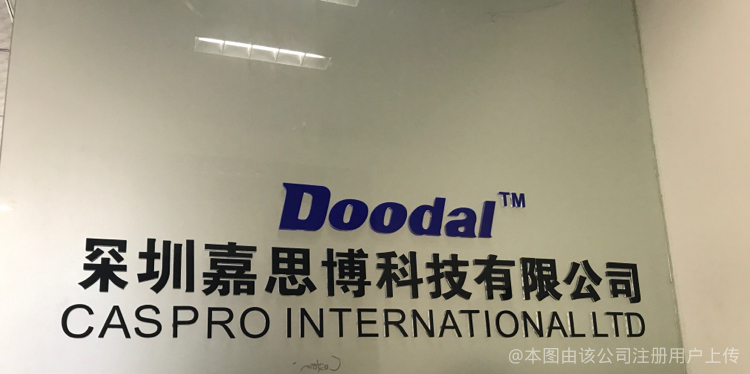 Doodal™
罙圳嘉思博科技有限公司
CASPRO INTERNATIONAL LTD
@本图由该公司注册用户上传